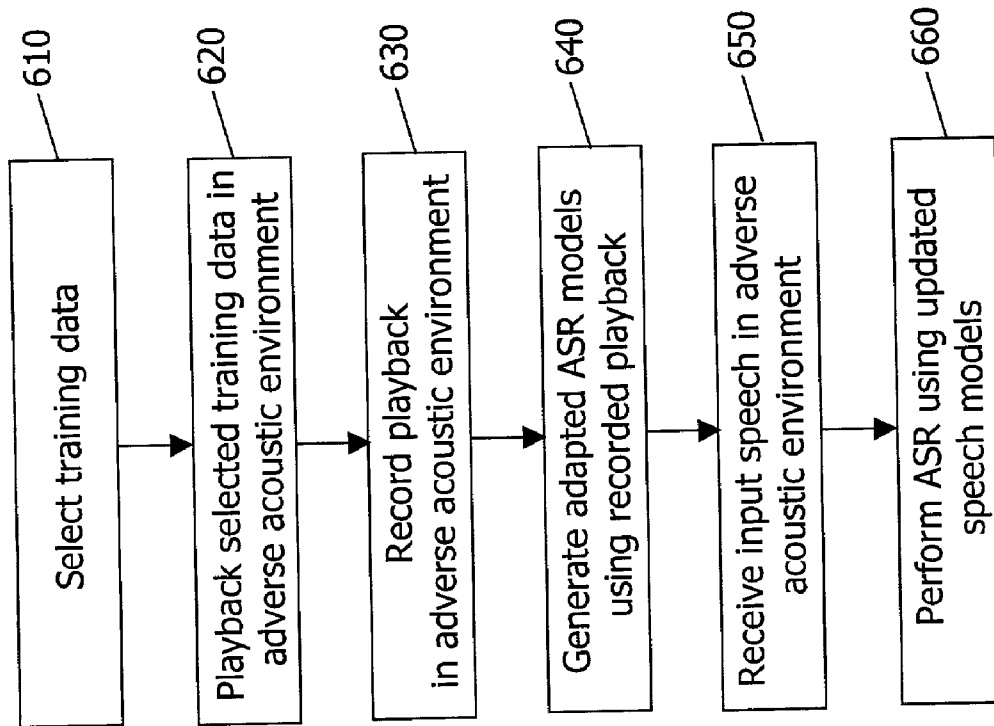 610
Select training data
620
Playback selected training data in
adverse acoustic environment
630
Record playback
in adverse acoustic environment
640
Generate adapted ASR models
using recorded playback
650
Receive input speech in adverse
acoustic environment
660
Perform ASR using updated
speech models